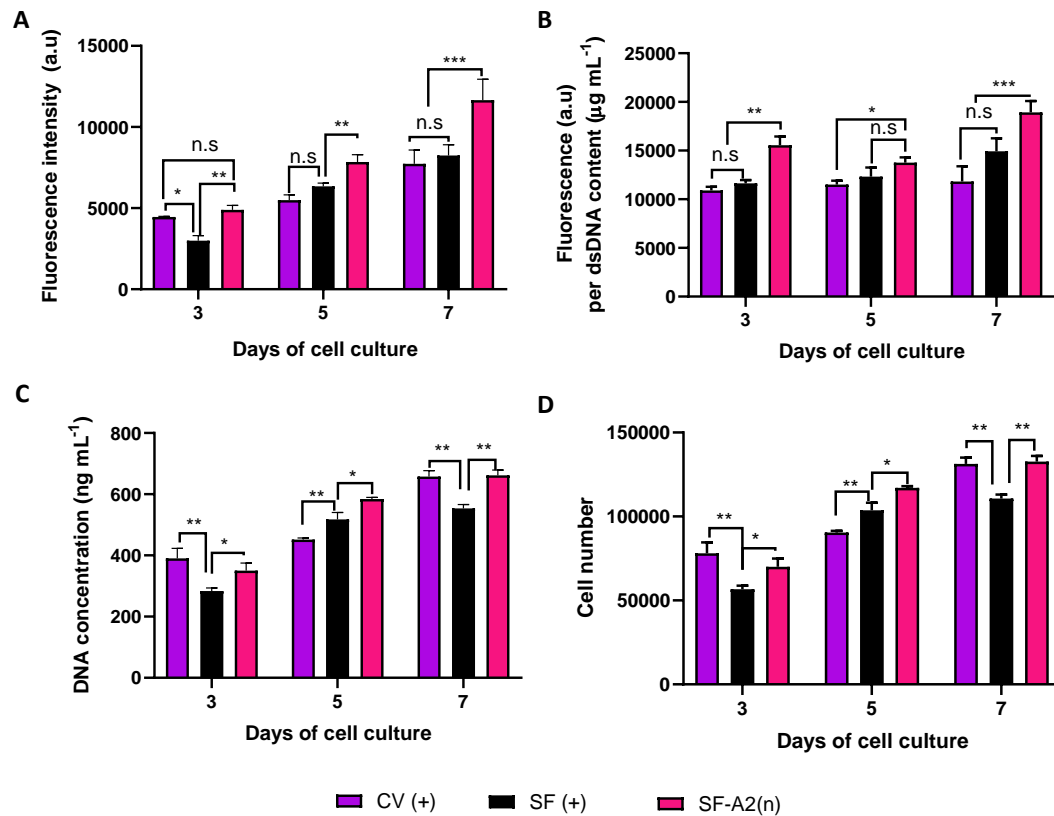 A
Fluorescence intensity (a.u)
15000
10000
5000
0
n.s
*
**
n.s
**
n.s
***
3
5
7
Days of cell culture
B
Fluorescence (a.u)
per dsDNA content (µg mL⁻¹)
25000
20000
15000
10000
5000
0
n.s
**
*
n.s
n.s
***
3
5
7
Days of cell culture
C
DNA concentration (ng mL⁻¹)
800
600
400
200
0
**
*
**
*
**
**
3
5
7
Days of cell culture
D
Cell number
150000
100000
50000
0
**
*
**
*
**
**
3
5
7
Days of cell culture
CV (+)
SF (+)
SF-A2(n)